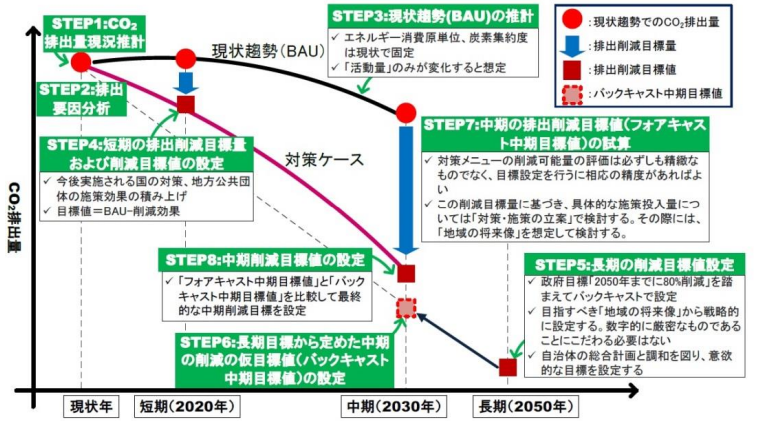 STEP1:CO₂
排出量現況推計
現状趨勢(BAU)
STEP3:現状趨勢(BAU)の推計
✓ エネルギー消費原単位、炭素集約度
は現状で固定
✓ 「活動量」のみが変化すると想定
:現状趨勢でのCO₂排出量
:排出削減目標量
:排出削減目標値
:バックキャスト中期目標値
STEP2:排出
要因分析
STEP4:短期の排出削減目標量
および削減目標値の設定
✓ 今後実施される国の対策、地方公共団
体の施策効果の積み上げ
✓ 目標値=BAU−削減効果
対策ケース
STEP7:中期の排出削減目標値(フォアキャス
ト中期目標値)の試算
✓ 対策メニューの削減可能量の評価は必ずしも精緻な
ものでなく、目標設定を行うに相応の精度があればよ
い
✓ この削減目標量に基づき、具体的な施策投入量に
ついては「対策・施策の立案」で検討する。その際には、
「地域の将来像」を想定して検討する。
CO₂排出量
STEP8:中期削減目標値の設定
✓ 「フォアキャスト中期目標値」と「バック
キャスト中期目標値」を比較して最終
的な中期削減目標を設定
STEP5:長期の削減目標値設定
✓ 政府目標「2050年までに80%削減」を踏
まえてバックキャストで設定
✓ 目指すべき「地域の将来像」から戦略的
に設定する。数字的に厳密なものであるこ
とにこだわる必要はない
✓ 自治体の総合計画と調和を図り、意欲
的な目標を設定する
STEP6:長期目標から定めた中期
の削減の仮目標値(バックキャスト
中期目標値)の設定
現状年
短期(2020年)
中期(2030年)
長期(2050年)